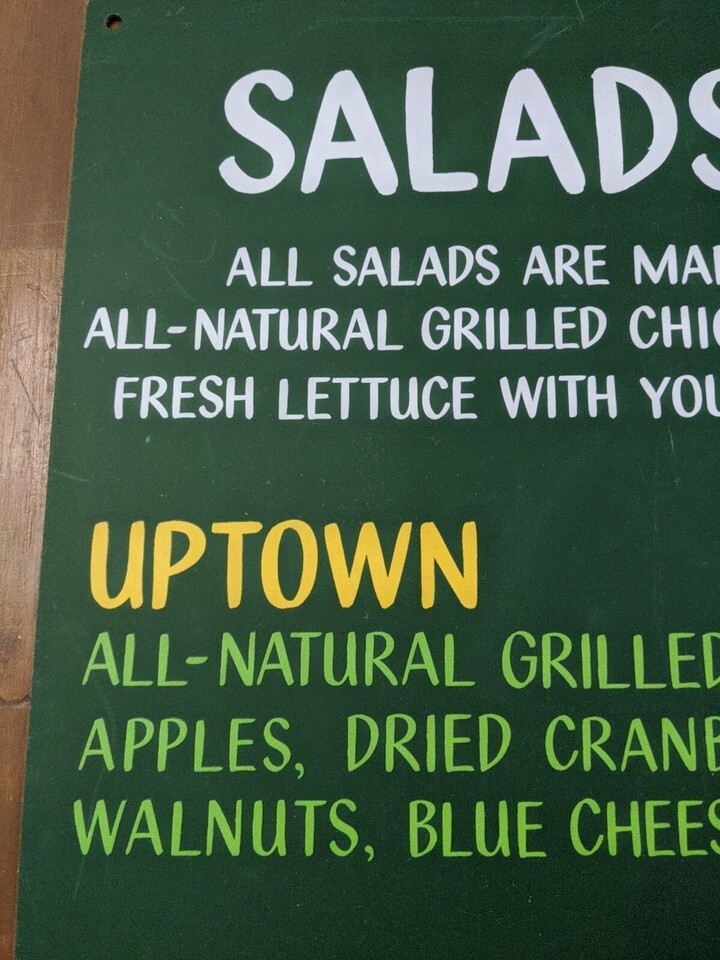 SALADS
ALL SALADS ARE
ALL-NATURAL GRILLED
FRESH LETTUCE WITH
UPTOWN
ALL-NATURAL GRILLED
APPLES, DRIED
WALNUTS, BLUE